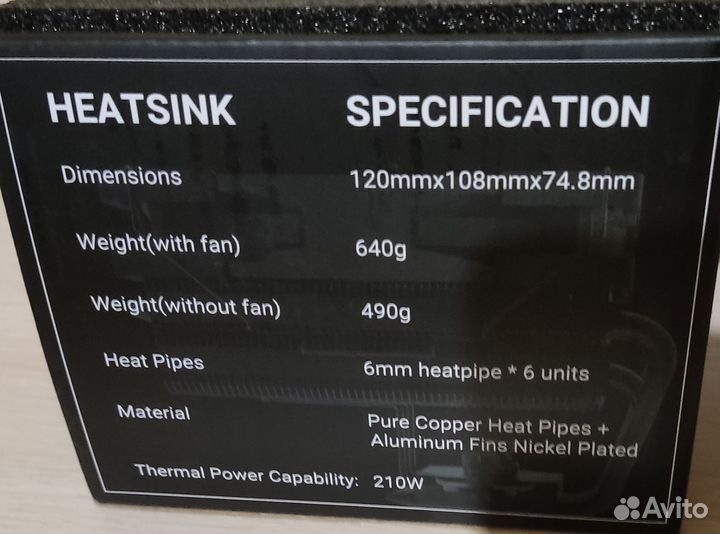 HEATSINK SPECIFICATION
Dimensions 120mmx108mmx74.8mm
Weight(with fan) 640g
Weight(without fan) 490g
Heat Pipes 6mm heatpipe * 6 units
Material Pure Copper Heat Pipes +
Aluminum Fins Nickel Plated
Thermal Power Capability: 210W
Avito